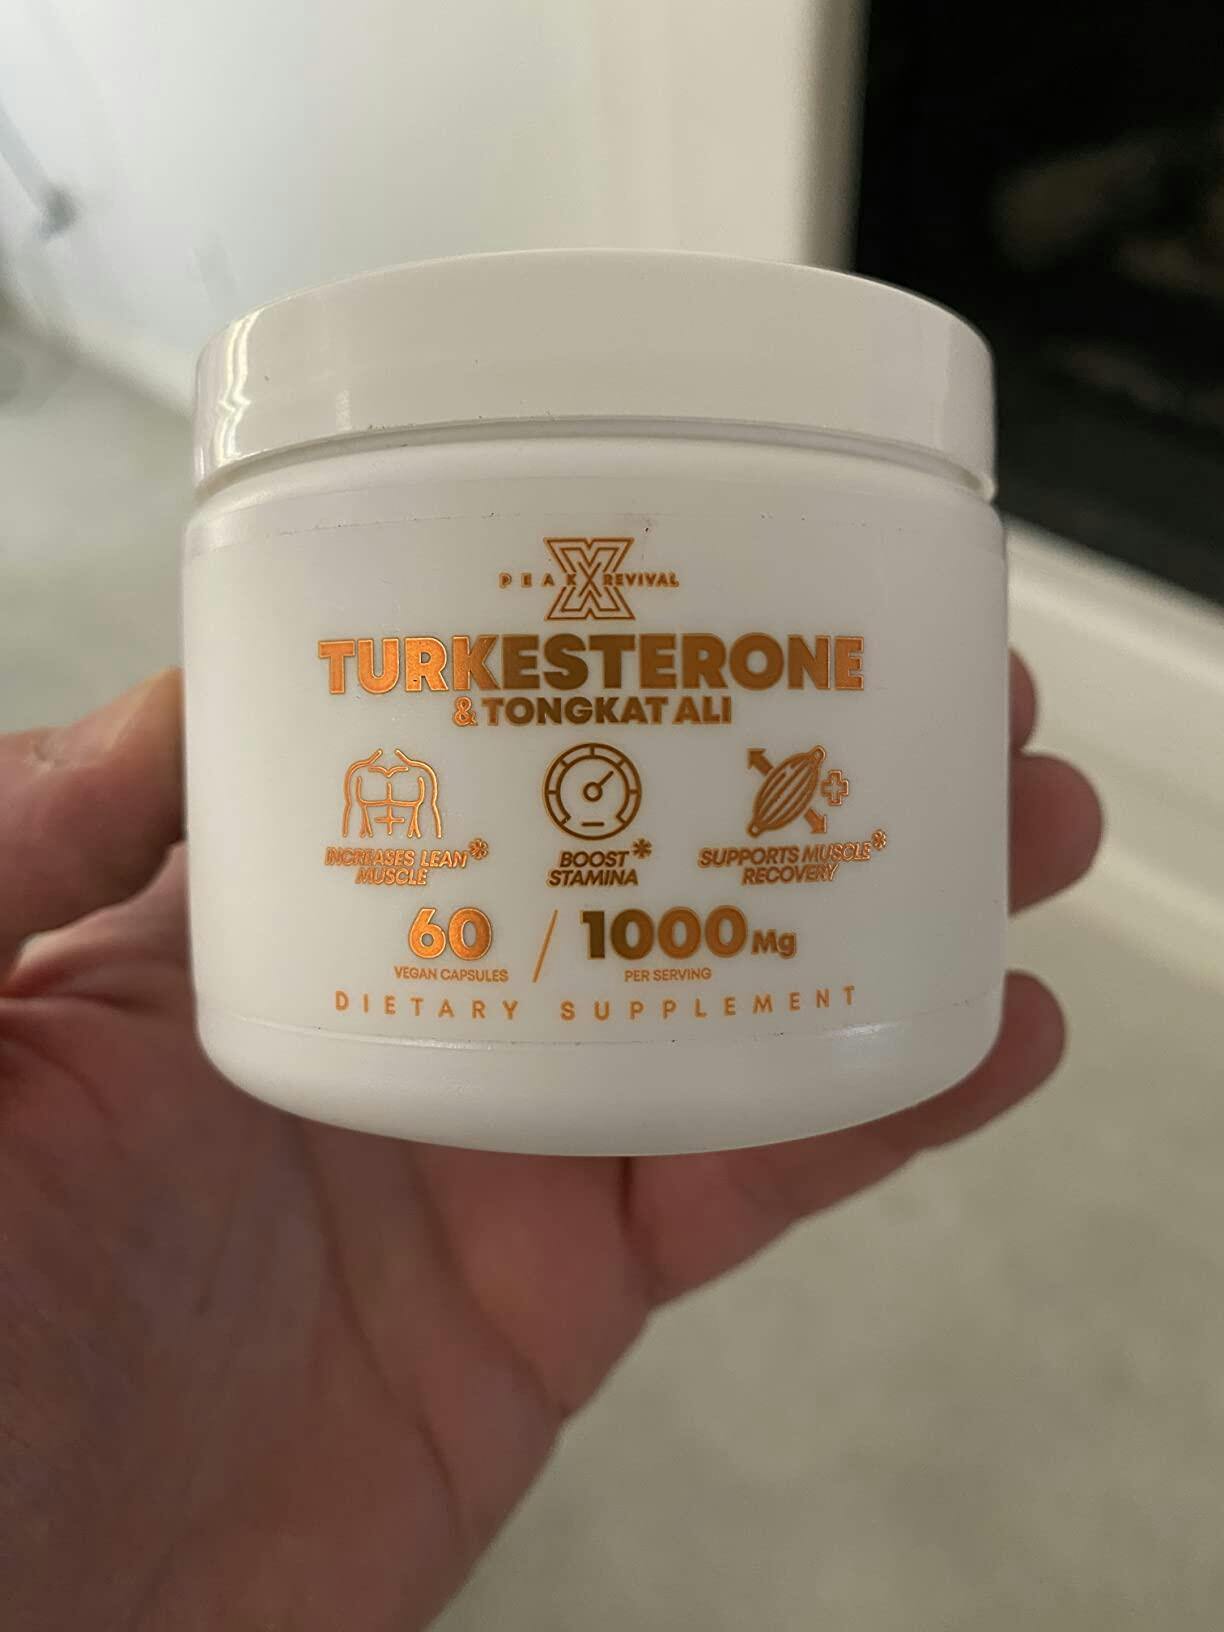 PEAK REVIVAL
TURKESTERONE
& TONGKAT ALI
INCREASES LEAN*
MUSCLE
BOOST*
STAMINA
SUPPORTS MUSCLE*
RECOVERY
60 / 1000Mg
VEGAN CAPSULES PER SERVING
DIETARY SUPPLEMENT